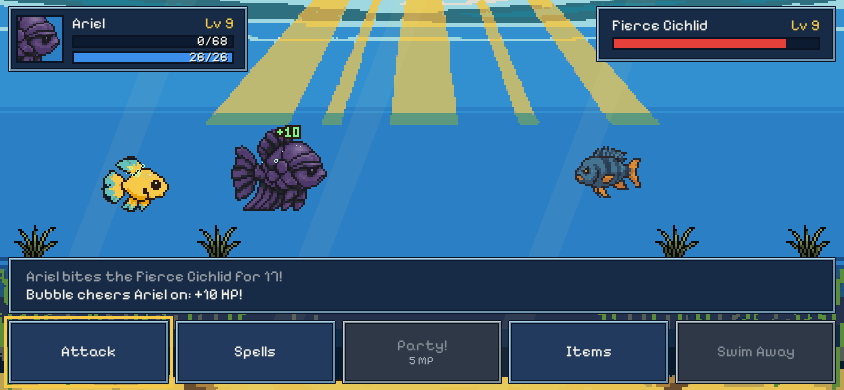 Ariel Lv 9
0/68
26/26
Fierce Cichlid Lv 9
+10
Ariel bites the Fierce Cichlid for 17!
Bubble cheers Ariel on: +10 HP!
Attack
Spells
Party!
5 MP
Items
Swim Away